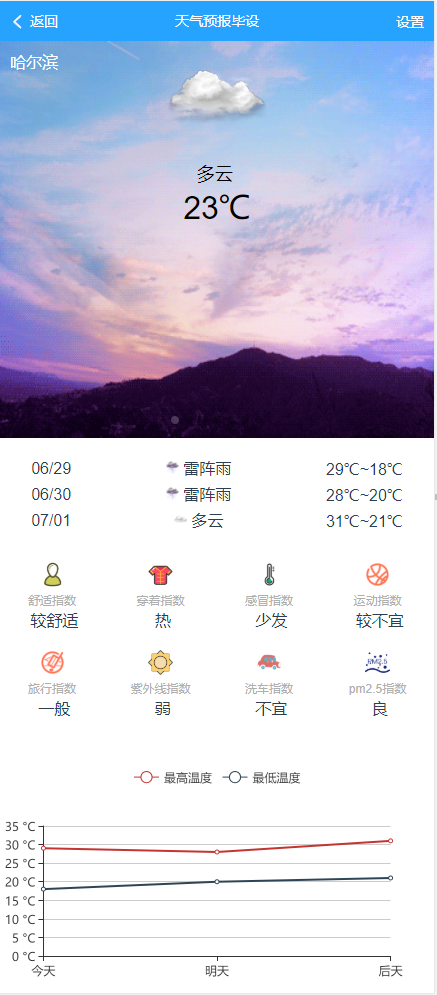 返回 天气预报毕设 设置
哈尔滨
多云
23℃
06/29 雷阵雨 29℃~18℃
06/30 雷阵雨 28℃~20℃
07/01 多云 31℃~21℃
舒适指数 穿着指数 感冒指数 运动指数
较舒适 热 少发 较不宜
PM2.5
旅行指数 紫外线指数 洗车指数 pm2.5指数
一般 弱 不宜 良
最高温度 最低温度
35 °C
30 °C
25 °C
20 °C
15 °C
10 °C
5 °C
0 °C
今天 明天 后天